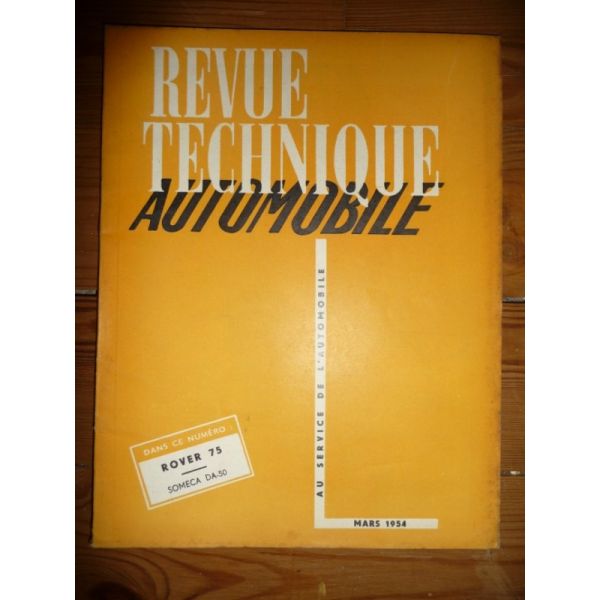 REVUE
TECHNIQUE
AUTOMOBILE
AU SERVICE DE L'AUTOMOBILE
DANS CE NUMÉRO :
ROVER 75
SOMECA DA-50
MARS 1954